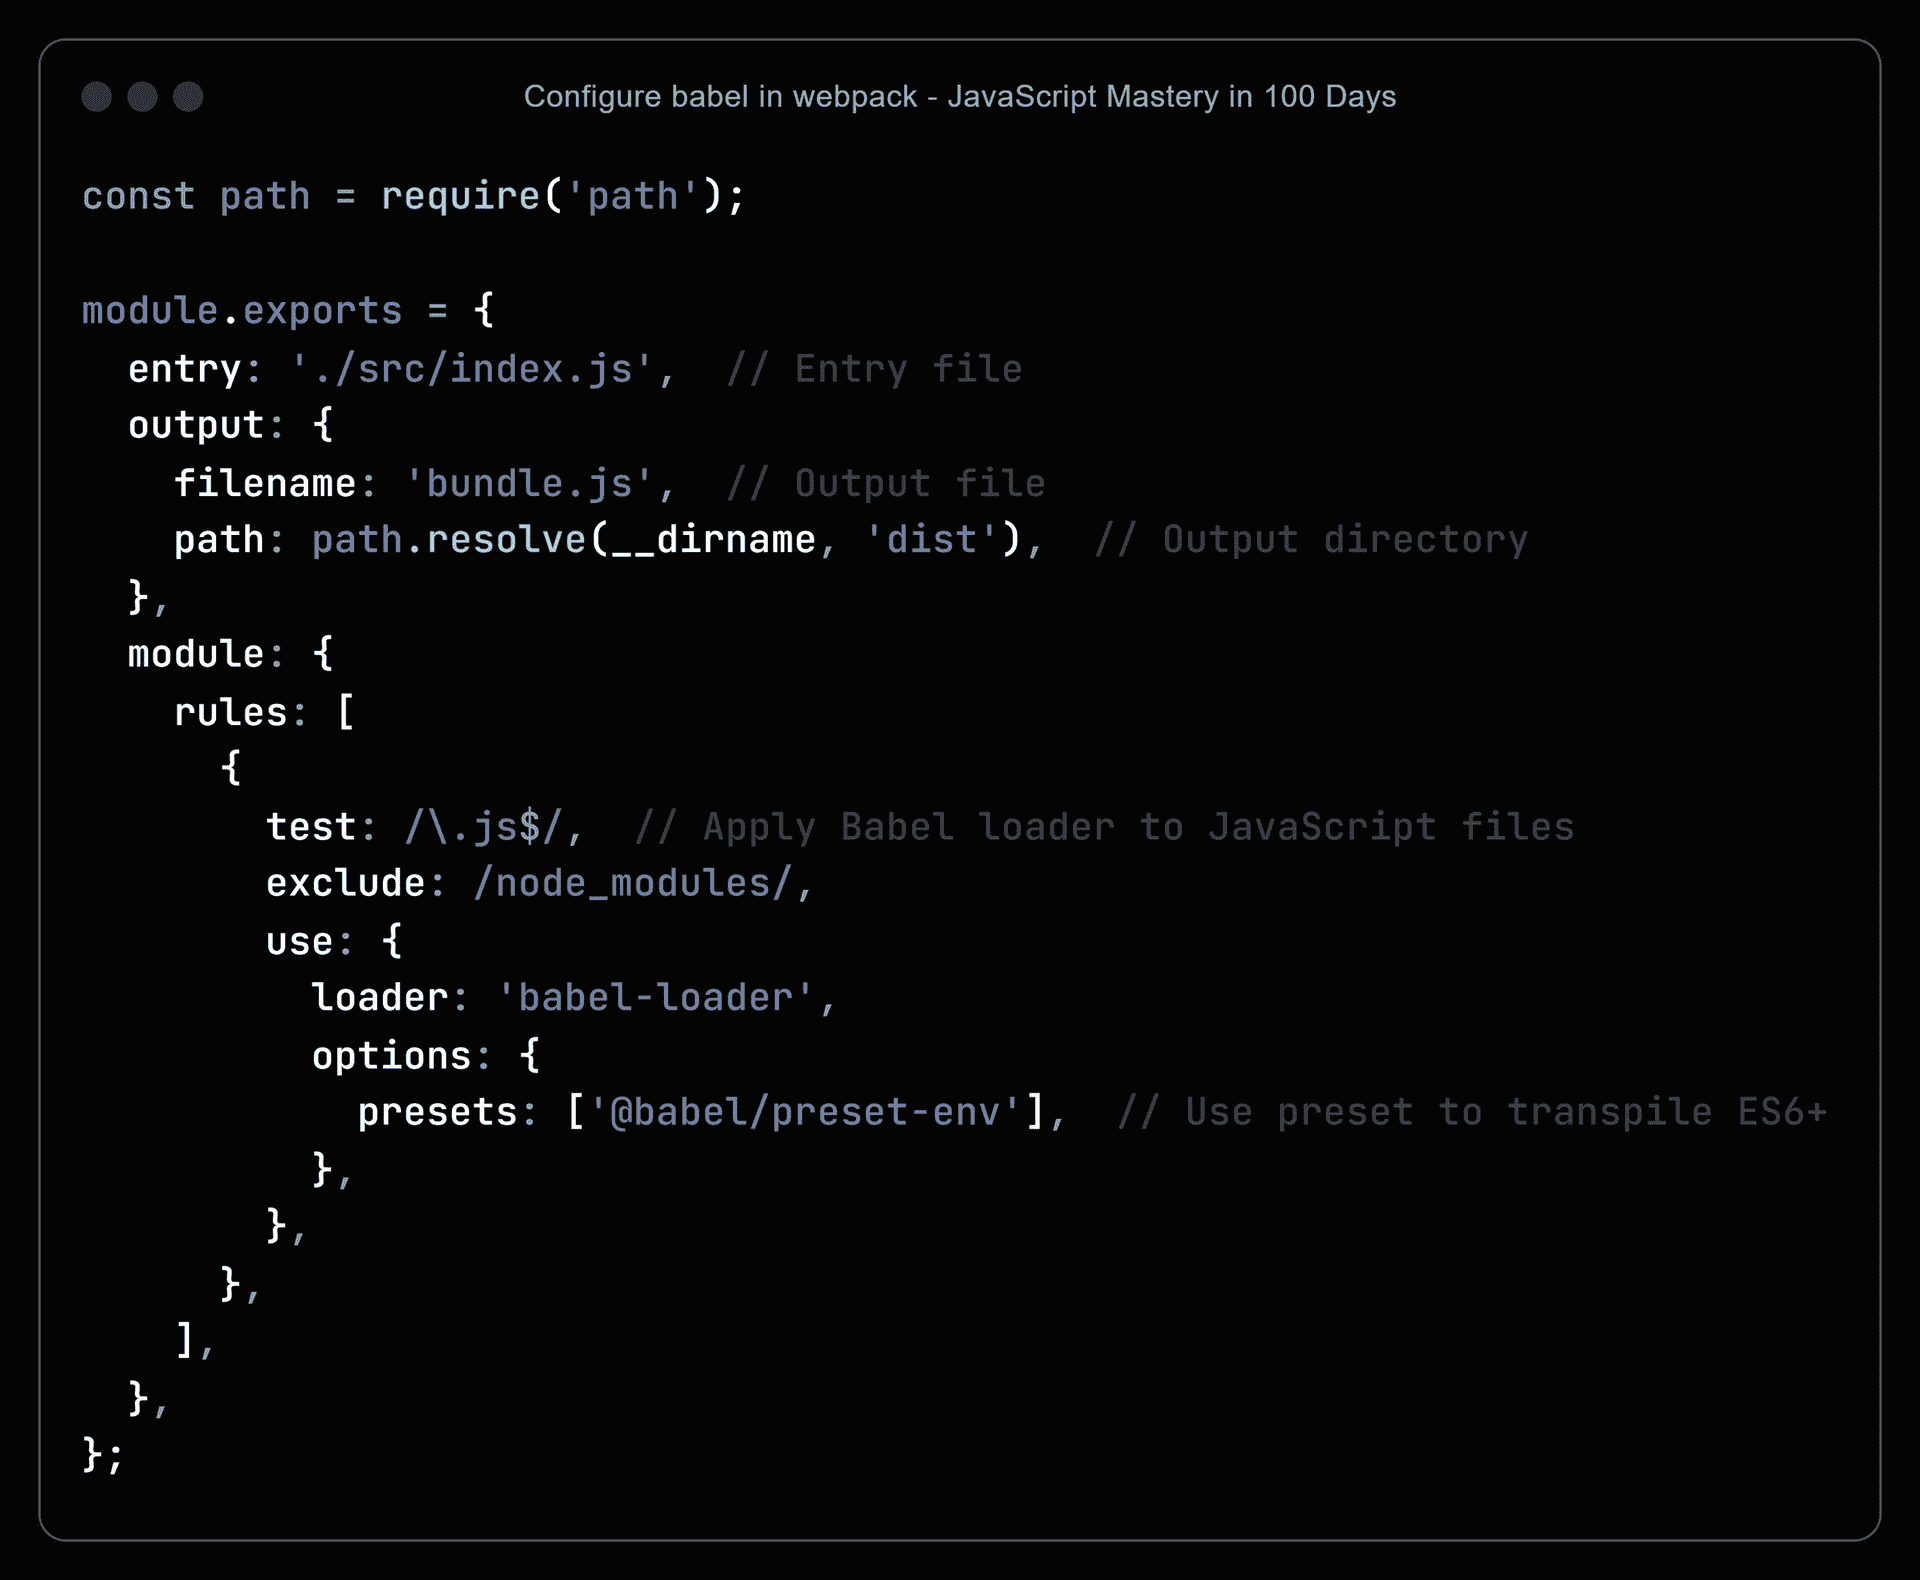 Configure babel in webpack - JavaScript Mastery in 100 Days
const path = require('path');

module.exports = {
  entry: './src/index.js',  // Entry file
  output: {
    filename: 'bundle.js',  // Output file
    path: path.resolve(__dirname, 'dist'),  // Output directory
  },
  module: {
    rules: [
      {
        test: /\.js$/,  // Apply Babel loader to JavaScript files
        exclude: /node_modules/,
        use: {
          loader: 'babel-loader',
          options: {
            presets: ['@babel/preset-env'],  // Use preset to transpile ES6+
          },
        },
      },
    ],
  },
};